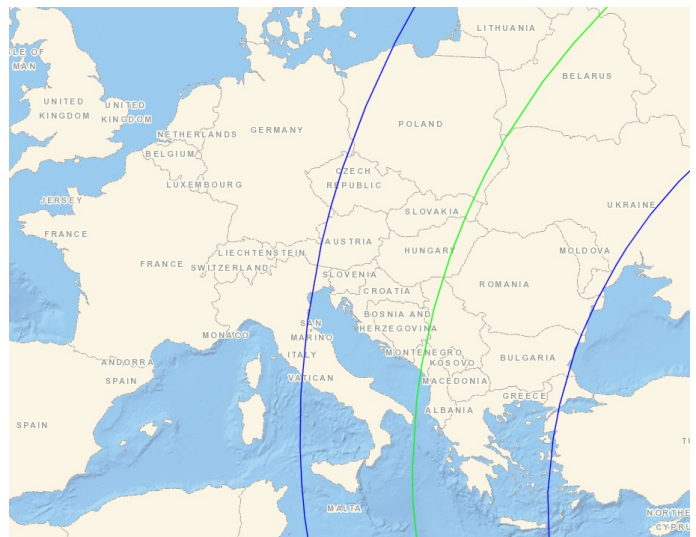 LITHUANIA
LE OF
MAN
BELARUS
UNITED
KINGDOM
UNITED
KINGDOM
POLAND
GERMANY
NETHERLANDS
BELGIUM
CZECH
REPUBLIC
LUXEMBOURG
JERSEY
UKRAINE
SLOVAKIA
FRANCE
AUSTRIA
HUNGARY
MOLDOVA
LIECHTENSTEIN
FRANCE
SWITZERLAND
SLOVENIA
ROMANIA
CROATIA
BOSNIA AND
HERZEGOVINA
SAN
MARINO
MONACO
ITALY
MONTENEGRO
BULGARIA
ANDORRA
KOSOVO
SPAIN
VATICAN
MACEDONIA
GREECE
ALBANIA
SPAIN
T
MALTA
NORTHE
CYPRU